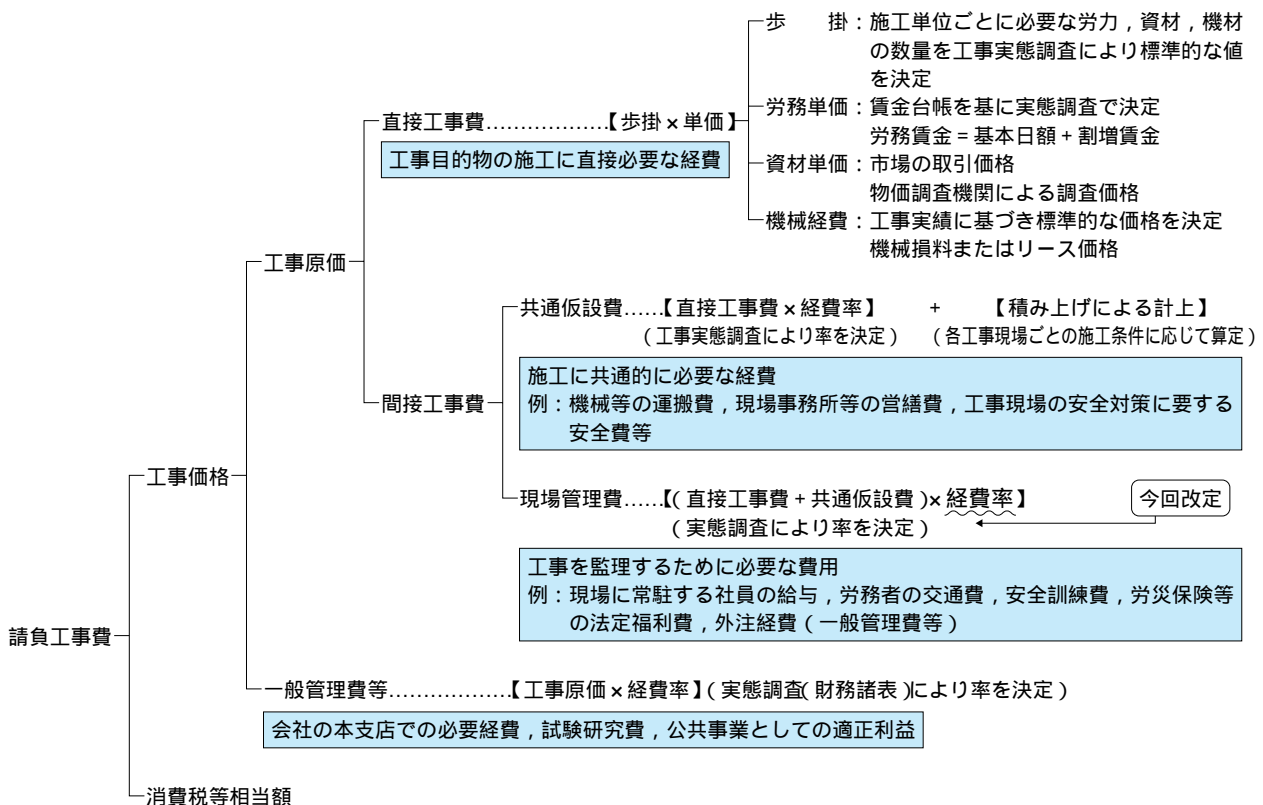 歩　　掛：施工単位ごとに必要な労力，資材，機材
の数量を工事実態調査により標準的な値
を決定
直接工事費………………【歩掛×単価】
労務単価：賃金台帳を基に実態調査で決定
労務賃金＝基本日額＋割増賃金
工事目的物の施工に直接必要な経費
資材単価：市場の取引価格
物価調査機関による調査価格
機械経費：工事実績に基づき標準的な価格を決定
機械損料またはリース価格
工事原価
共通仮設費……【直接工事費×経費率】　＋　【積み上げによる計上】
（工事実態調査により率を決定）（各工事現場ごとの施工条件に応じて算定）
施工に共通的に必要な経費
例：機械等の運搬費，現場事務所等の営繕費，工事現場の安全対策に要する
安全費等
間接工事費
工事価格
現場管理費……【（直接工事費＋共通仮設費）×経費率】　今回改定
（実態調査により率を決定）
工事を監理するために必要な費用
例：現場に常駐する社員の給与，労務者の交通費，安全訓練費，労災保険等
の法定福利費，外注経費（一般管理費等）
請負工事費
一般管理費等………………【工事原価×経費率】（実態調査（財務諸表）により率を決定）
会社の本支店での必要経費，試験研究費，公共事業としての適正利益
消費税等相当額